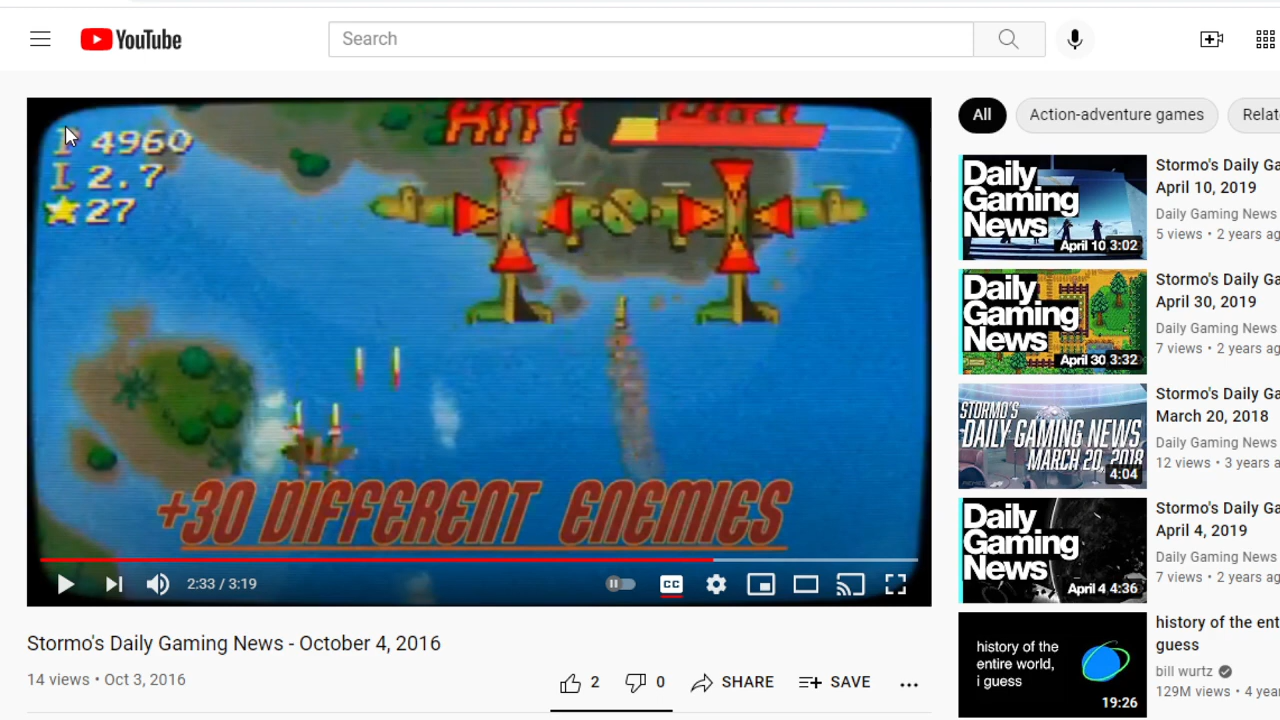 YouTube
Search
4960
I 2.7
27
HIT! HIT!
+30 DIFFERENT ENEMIES
2:33 / 3:19
CC
Stormo's Daily Gaming News - October 4, 2016
14 views • Oct 3, 2016
2
0
SHARE
SAVE
All
Action-adventure games
Relat
Daily
Gaming
News
April 10 3:02
Stormo's Daily Ga
April 10, 2019
Daily Gaming News
5 views • 2 years ag
Daily
Gaming
News
April 30 3:32
Stormo's Daily Ga
April 30, 2019
Daily Gaming News
7 views • 2 years ag
STORMO'S
DAILY GAMING NEWS
MARCH 20, 2018
4:04
Stormo's Daily Ga
March 20, 2018
Daily Gaming News
12 views • 3 years a
Daily
Gaming
News
April 4 4:36
Stormo's Daily Ga
April 4, 2019
Daily Gaming News
7 views • 2 years ag
history of the
entire world,
i guess
19:26
history of the ent
guess
bill wurtz
129M views • 4 year